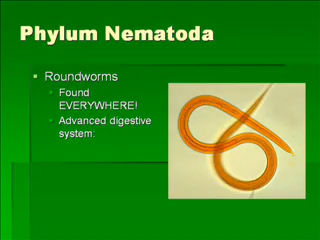 Phylum Nematoda
Roundworms
Found
EVERYWHERE!
Advanced digestive
system: